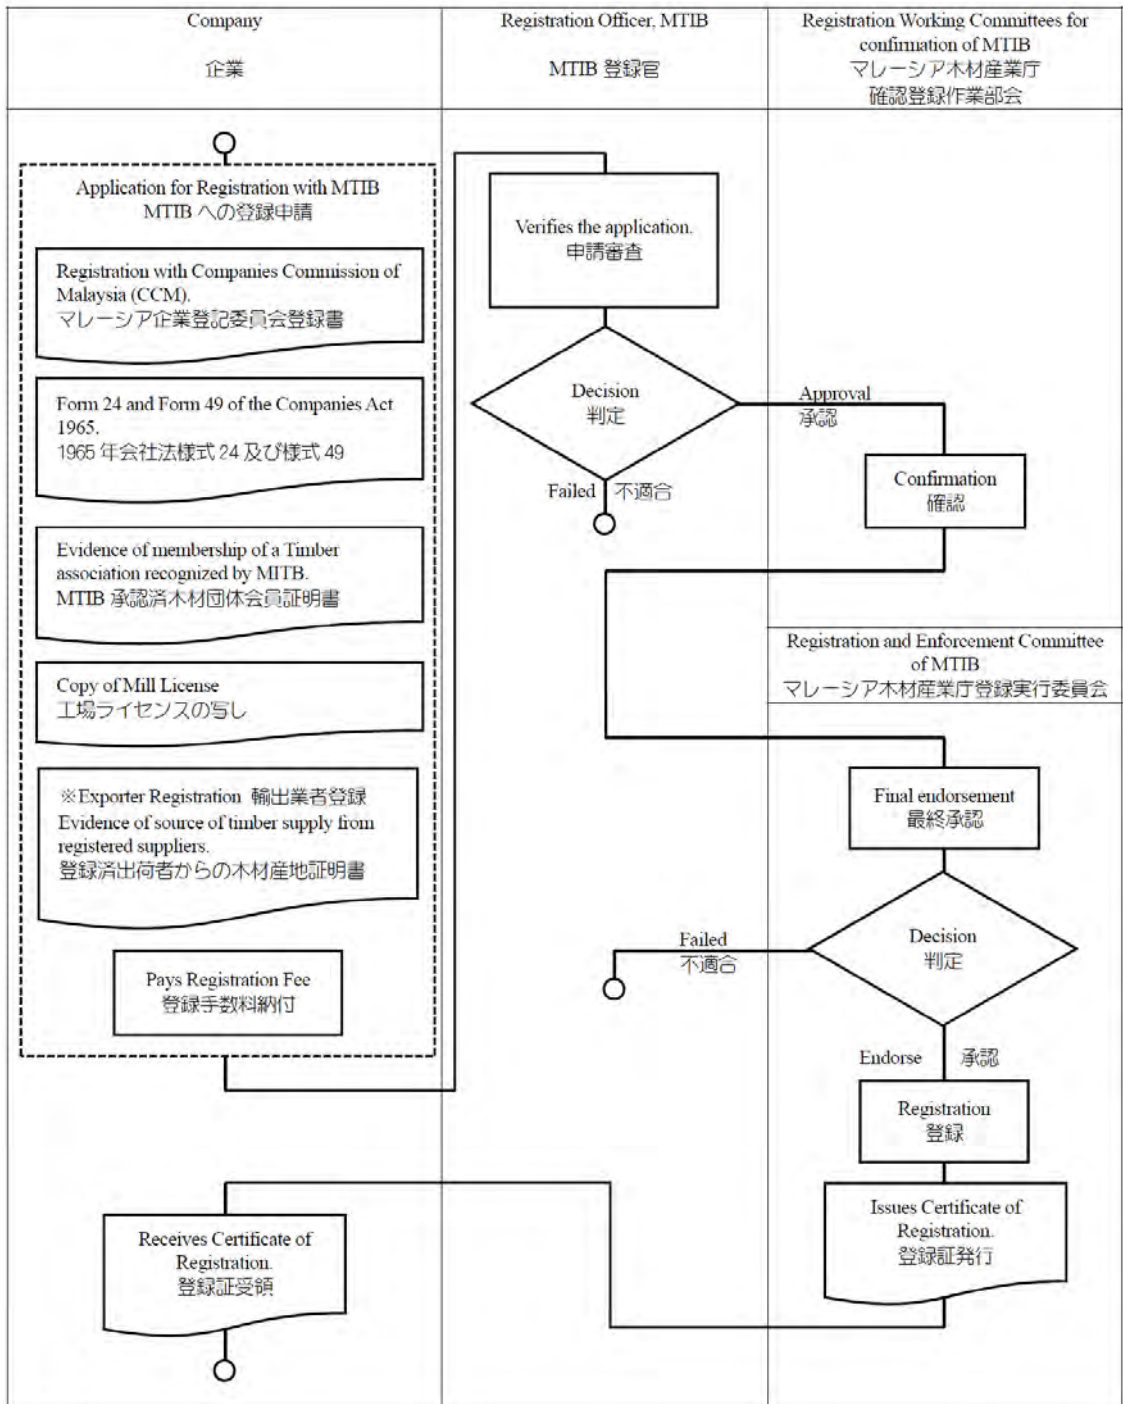 Company
企業
Registration Officer, MTIB
MTIB 登録官
Registration Working Committees for
confirmation of MTIB
マレーシア木材産業庁
確認登録作業部会
Application for Registration with MTIB
MTIB への登録申請
Registration with Companies Commission of
Malaysia (CCM).
マレーシア企業登記委員会登録書
Form 24 and Form 49 of the Companies Act
1965.
1965 年会社法様式 24 及び様式 49
Evidence of membership of a Timber
association recognized by MITB.
MTIB 承認済木材団体会員証明書
Copy of Mill License
工場ライセンスの写し
※Exporter Registration 輸出業者登録
Evidence of source of timber supply from
registered suppliers.
登録済出荷者からの木材産地証明書
Pays Registration Fee
登録手数料納付
Verifies the application.
申請審査
Decision
判定
Approval
承認
Failed 不適合
Confirmation
確認
Registration and Enforcement Committee
of MTIB
マレーシア木材産業庁登録実行委員会
Final endorsement
最終承認
Decision
判定
Failed
不適合
Endorse 承認
Registration
登録
Issues Certificate of
Registration.
登録証発行
Receives Certificate of
Registration.
登録証受領